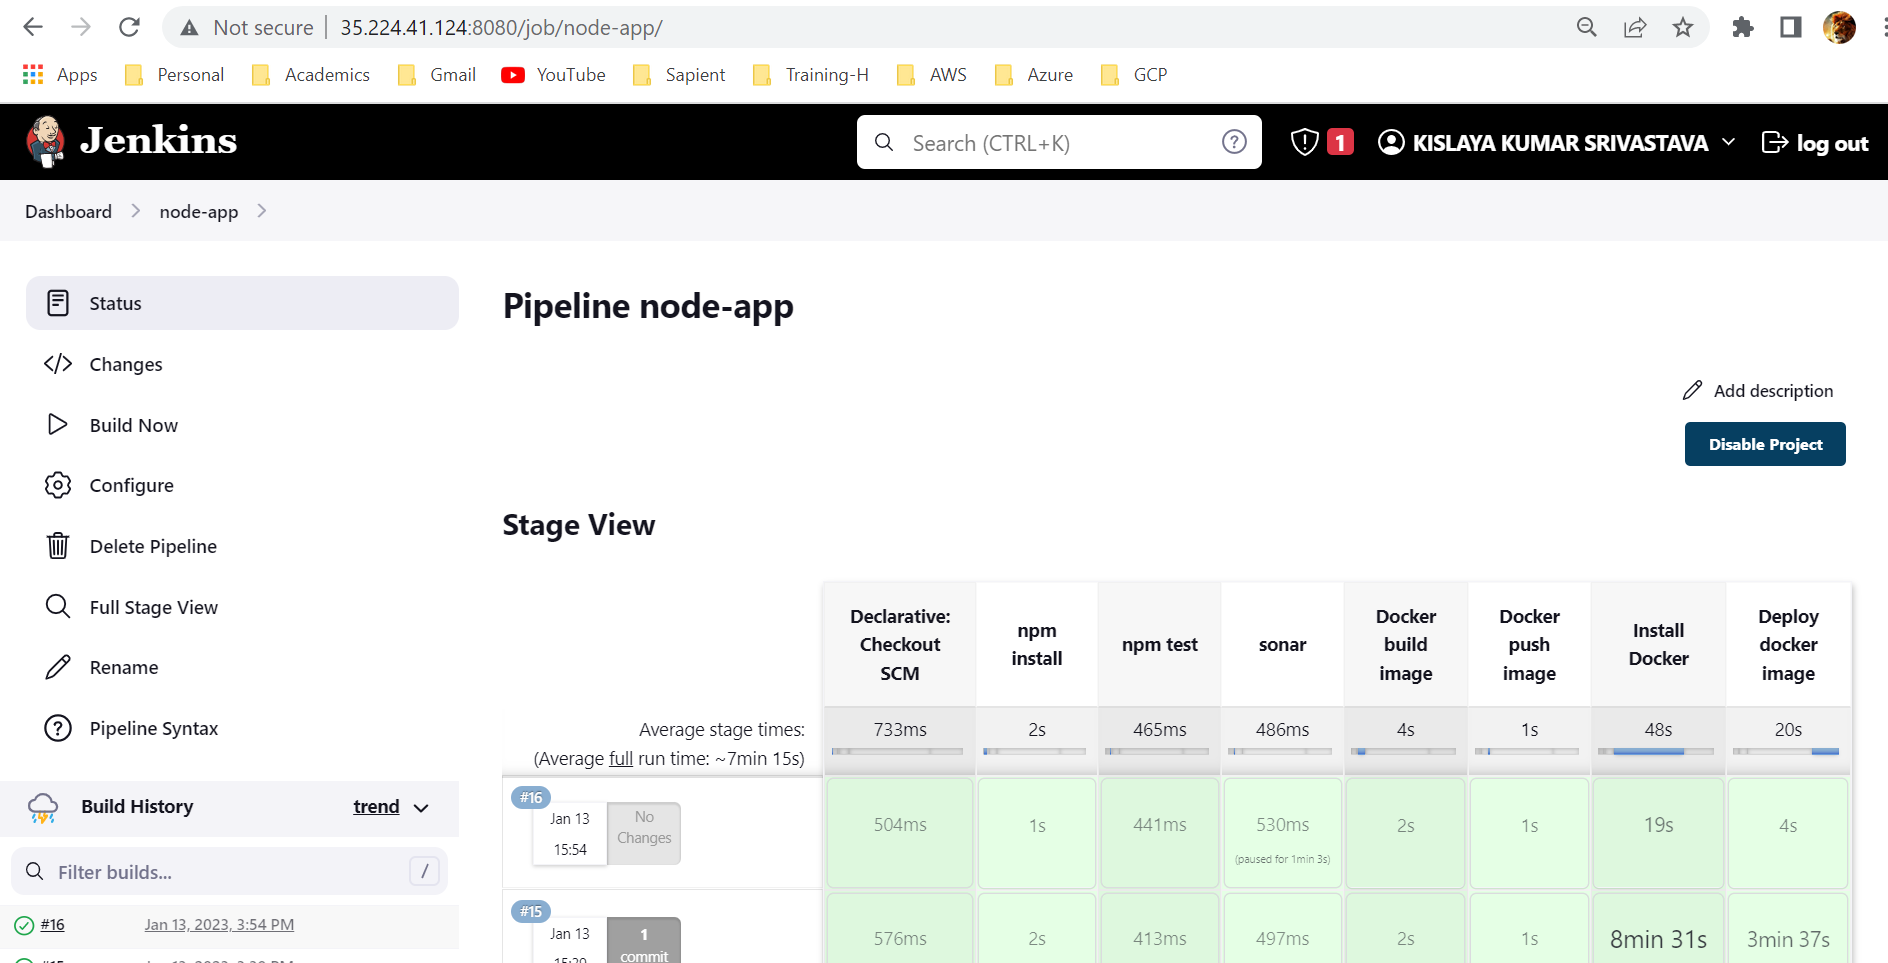 Not secure | 35.224.41.124:8080/job/node-app/
Apps Personal Academics Gmail YouTube Sapient Training-H AWS Azure GCP
Jenkins
Search (CTRL+K) ?
1
KISLAYA KUMAR SRIVASTAVA
log out
Dashboard > node-app >
Status
Changes
Build Now
Configure
Delete Pipeline
Full Stage View
Rename
Pipeline Syntax
Build History trend
Filter builds... /
#16 Jan 13, 2023, 3:54 PM
Pipeline node-app
Add description
Disable Project
Stage View
Declarative:
Checkout
SCM
npm
install
npm test
sonar
Docker
build
image
Docker
push
image
Install
Docker
Deploy
docker
image
Average stage times:
(Average full run time: ~7min 15s)
733ms 2s 465ms 486ms 4s 1s 48s 20s
#16
Jan 13
15:54
No
Changes
504ms 1s 441ms 530ms 2s 1s 19s 4s
(paused for 1min 3s)
#15
Jan 13
1
commit
576ms 2s 413ms 497ms 2s 1s 8min 31s 3min 37s